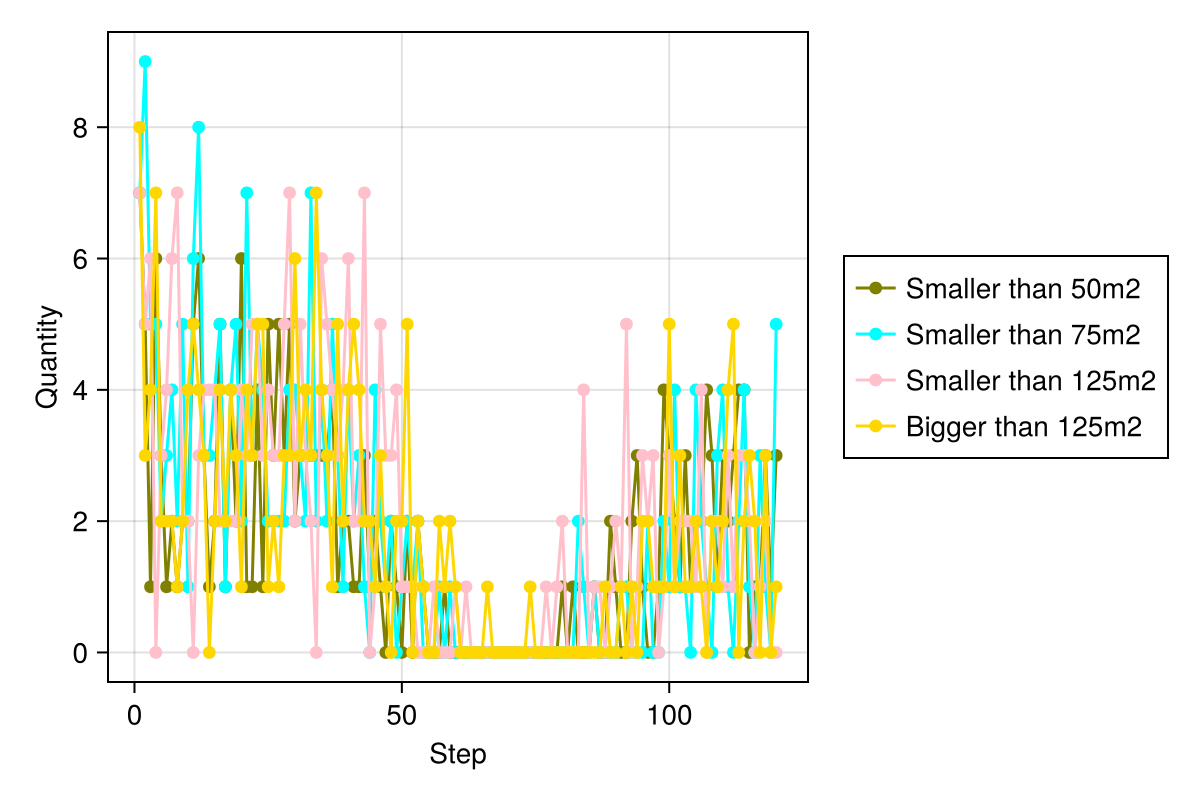 8
6
4
2
0
Quantity
0 50 100
Step
Smaller than 50m2
Smaller than 75m2
Smaller than 125m2
Bigger than 125m2